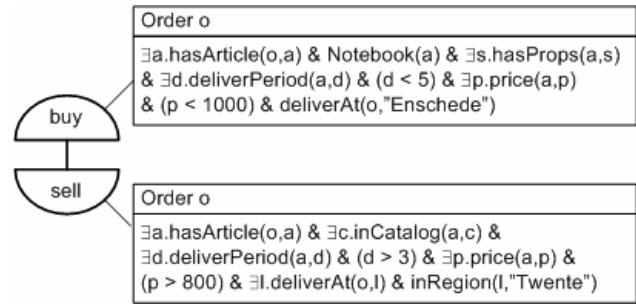 Order o
∃a.hasArticle(o,a) & Notebook(a) & ∃s.hasProps(a,s)
& ∃d.deliverPeriod(a,d) & (d < 5) & ∃p.price(a,p)
& (p < 1000) & deliverAt(o,"Enschede")
buy
sell
Order o
∃a.hasArticle(o,a) & ∃c.inCatalog(a,c) &
∃d.deliverPeriod(a,d) & (d > 3) & ∃p.price(a,p) &
(p > 800) & ∃l.deliverAt(o,l) & inRegion(l,"Twente")